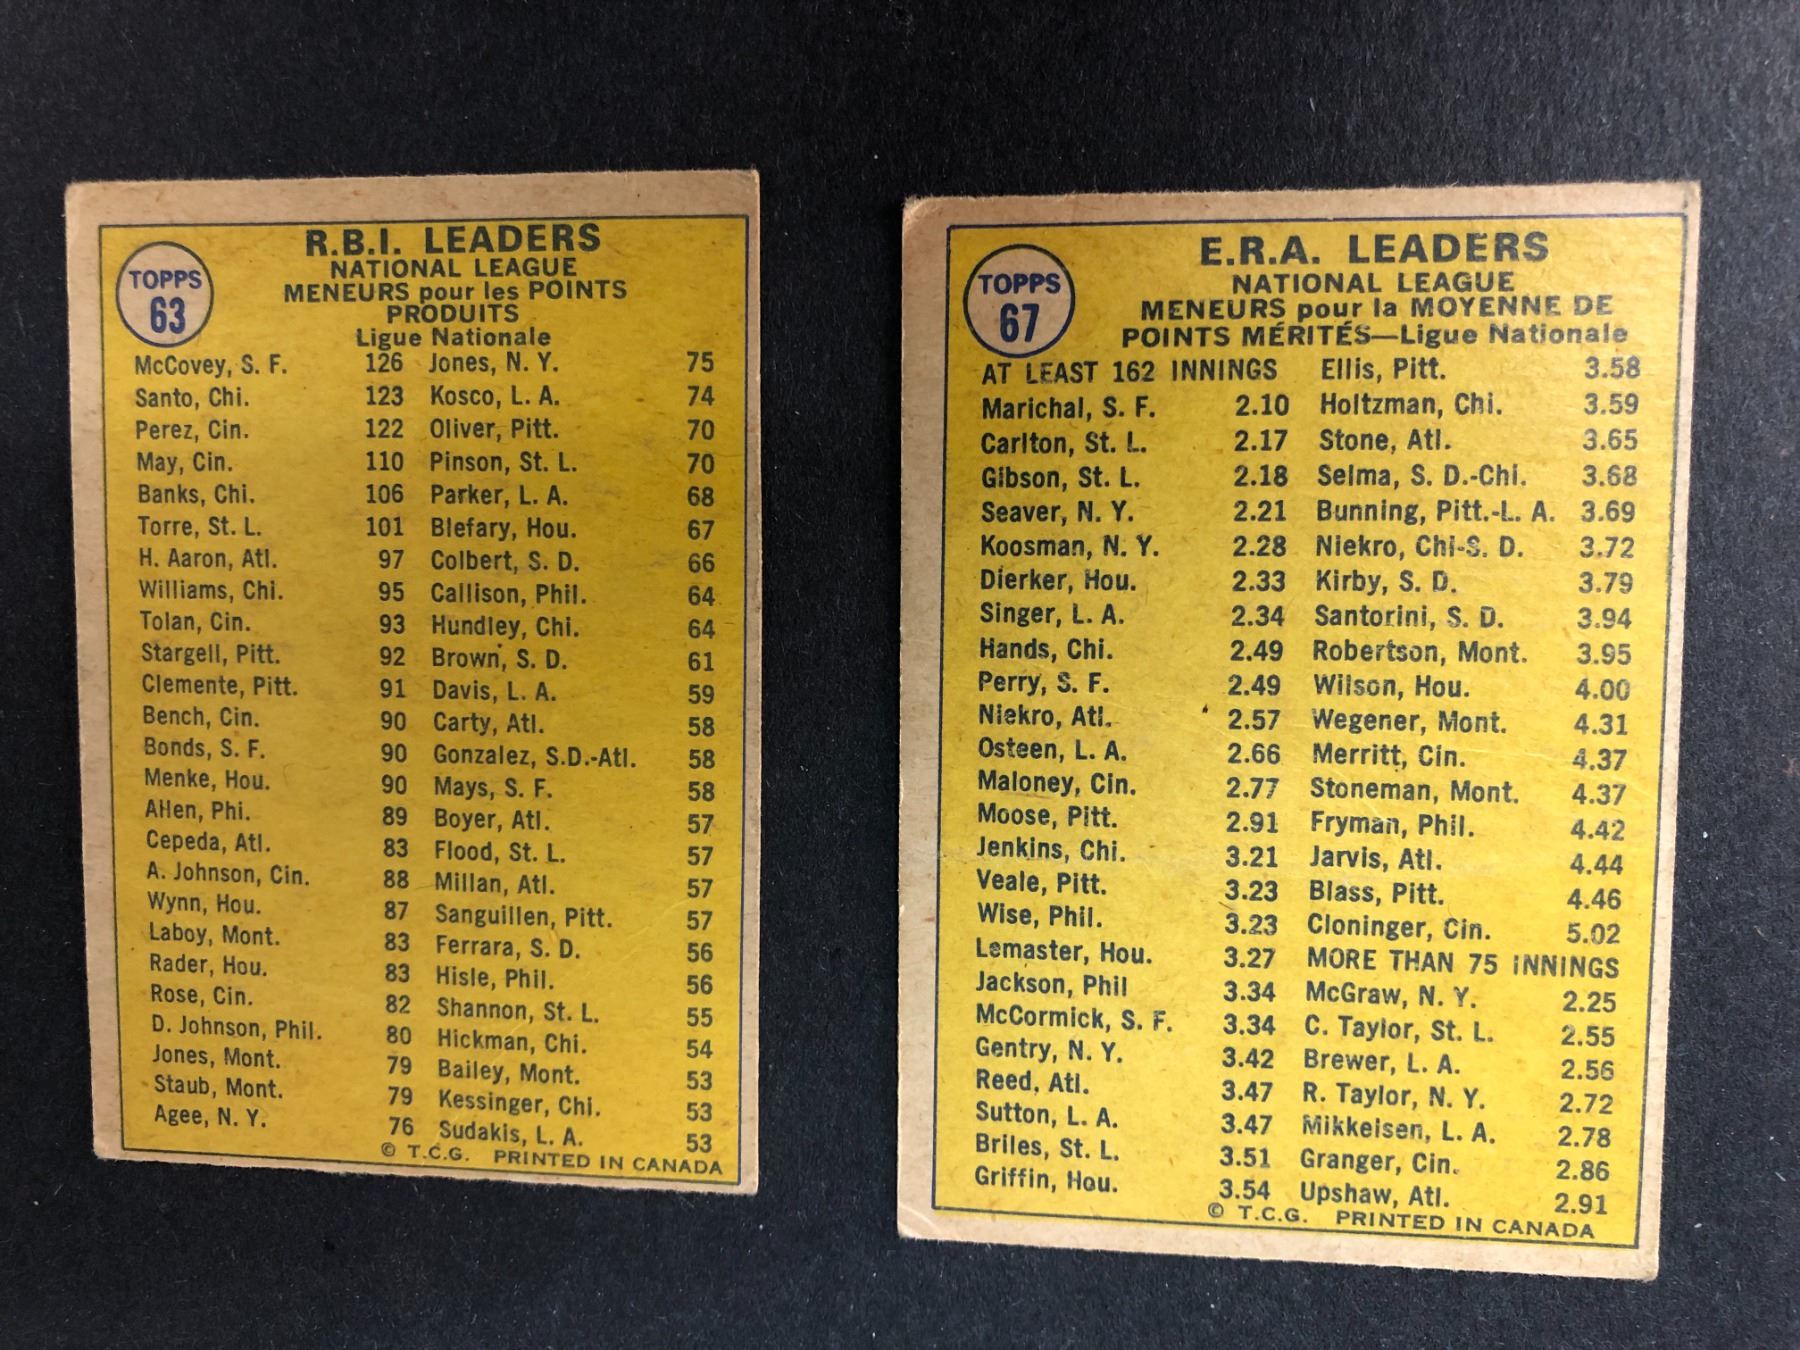 R.B.I. LEADERS
NATIONAL LEAGUE
MENEURS pour les POINTS
PRODUITS
Ligue Nationale
TOPPS
63
McCovey, S. F. 126 Jones, N. Y. 75
Santo, Chi. 123 Kosco, L. A. 74
Perez, Cin. 122 Oliver, Pitt. 70
May, Cin. 110 Pinson, St. L. 70
Banks, Chi. 106 Parker, L. A. 68
Torre, St. L. 101 Blefary, Hou. 67
H. Aaron, Atl. 97 Colbert, S. D. 66
Williams, Chi. 95 Callison, Phil. 64
Tolan, Cin. 93 Hundley, Chi. 64
Stargell, Pitt. 92 Brown, S. D. 61
Clemente, Pitt. 91 Davis, L. A. 59
Bench, Cin. 90 Carty, Atl. 58
Bonds, S. F. 90 Gonzalez, S.D.-Atl. 58
Menke, Hou. 90 Mays, S. F. 58
Allen, Phi. 89 Boyer, Atl. 57
Cepeda, Atl. 83 Flood, St. L. 57
A. Johnson, Cin. 88 Millan, Atl. 57
Wynn, Hou. 87 Sanguillen, Pitt. 57
Laboy, Mont. 83 Ferrara, S. D. 56
Rader, Hou. 83 Hisle, Phil. 56
Rose, Cin. 82 Shannon, St. L. 55
D. Johnson, Phil. 80 Hickman, Chi. 54
Jones, Mont. 79 Bailey, Mont. 53
Staub, Mont. 79 Kessinger, Chi. 53
Agee, N. Y. 76 Sudakis, L. A. 53
© T.C.G. PRINTED IN CANADA
E.R.A. LEADERS
NATIONAL LEAGUE
MENEURS pour la MOYENNE DE
POINTS MÉRITÉS—Ligue Nationale
TOPPS
67
AT LEAST 162 INNINGS Ellis, Pitt. 3.58
Marichal, S. F. 2.10 Holtzman, Chi. 3.59
Carlton, St. L. 2.17 Stone, Atl. 3.65
Gibson, St. L. 2.18 Selma, S. D.-Chi. 3.68
Seaver, N. Y. 2.21 Bunning, Pitt.-L. A. 3.69
Koosman, N. Y. 2.28 Niekro, Chi-S. D. 3.72
Dierker, Hou. 2.33 Kirby, S. D. 3.79
Singer, L. A. 2.34 Santorini, S. D. 3.94
Hands, Chi. 2.49 Robertson, Mont. 3.95
Perry, S. F. 2.49 Wilson, Hou. 4.00
Niekro, Atl. 2.57 Wegener, Mont. 4.31
Osteen, L. A. 2.66 Merritt, Cin. 4.37
Maloney, Cin. 2.77 Stoneman, Mont. 4.37
Moose, Pitt. 2.91 Fryman, Phil. 4.42
Jenkins, Chi. 3.21 Jarvis, Atl. 4.44
Veale, Pitt. 3.23 Blass, Pitt. 4.46
Wise, Phil. 3.23 Cloninger, Cin. 5.02
Lemaster, Hou. 3.27 MORE THAN 75 INNINGS
Jackson, Phil 3.34 McGraw, N. Y. 2.25
McCormick, S. F. 3.34 C. Taylor, St. L. 2.55
Gentry, N. Y. 3.42 Brewer, L. A. 2.56
Reed, Atl. 3.47 R. Taylor, N. Y. 2.72
Sutton, L. A. 3.47 Mikkelsen, L. A. 2.78
Briles, St. L. 3.51 Granger, Cin. 2.86
Griffin, Hou. 3.54 Upshaw, Atl. 2.91
© T.C.G. PRINTED IN CANADA